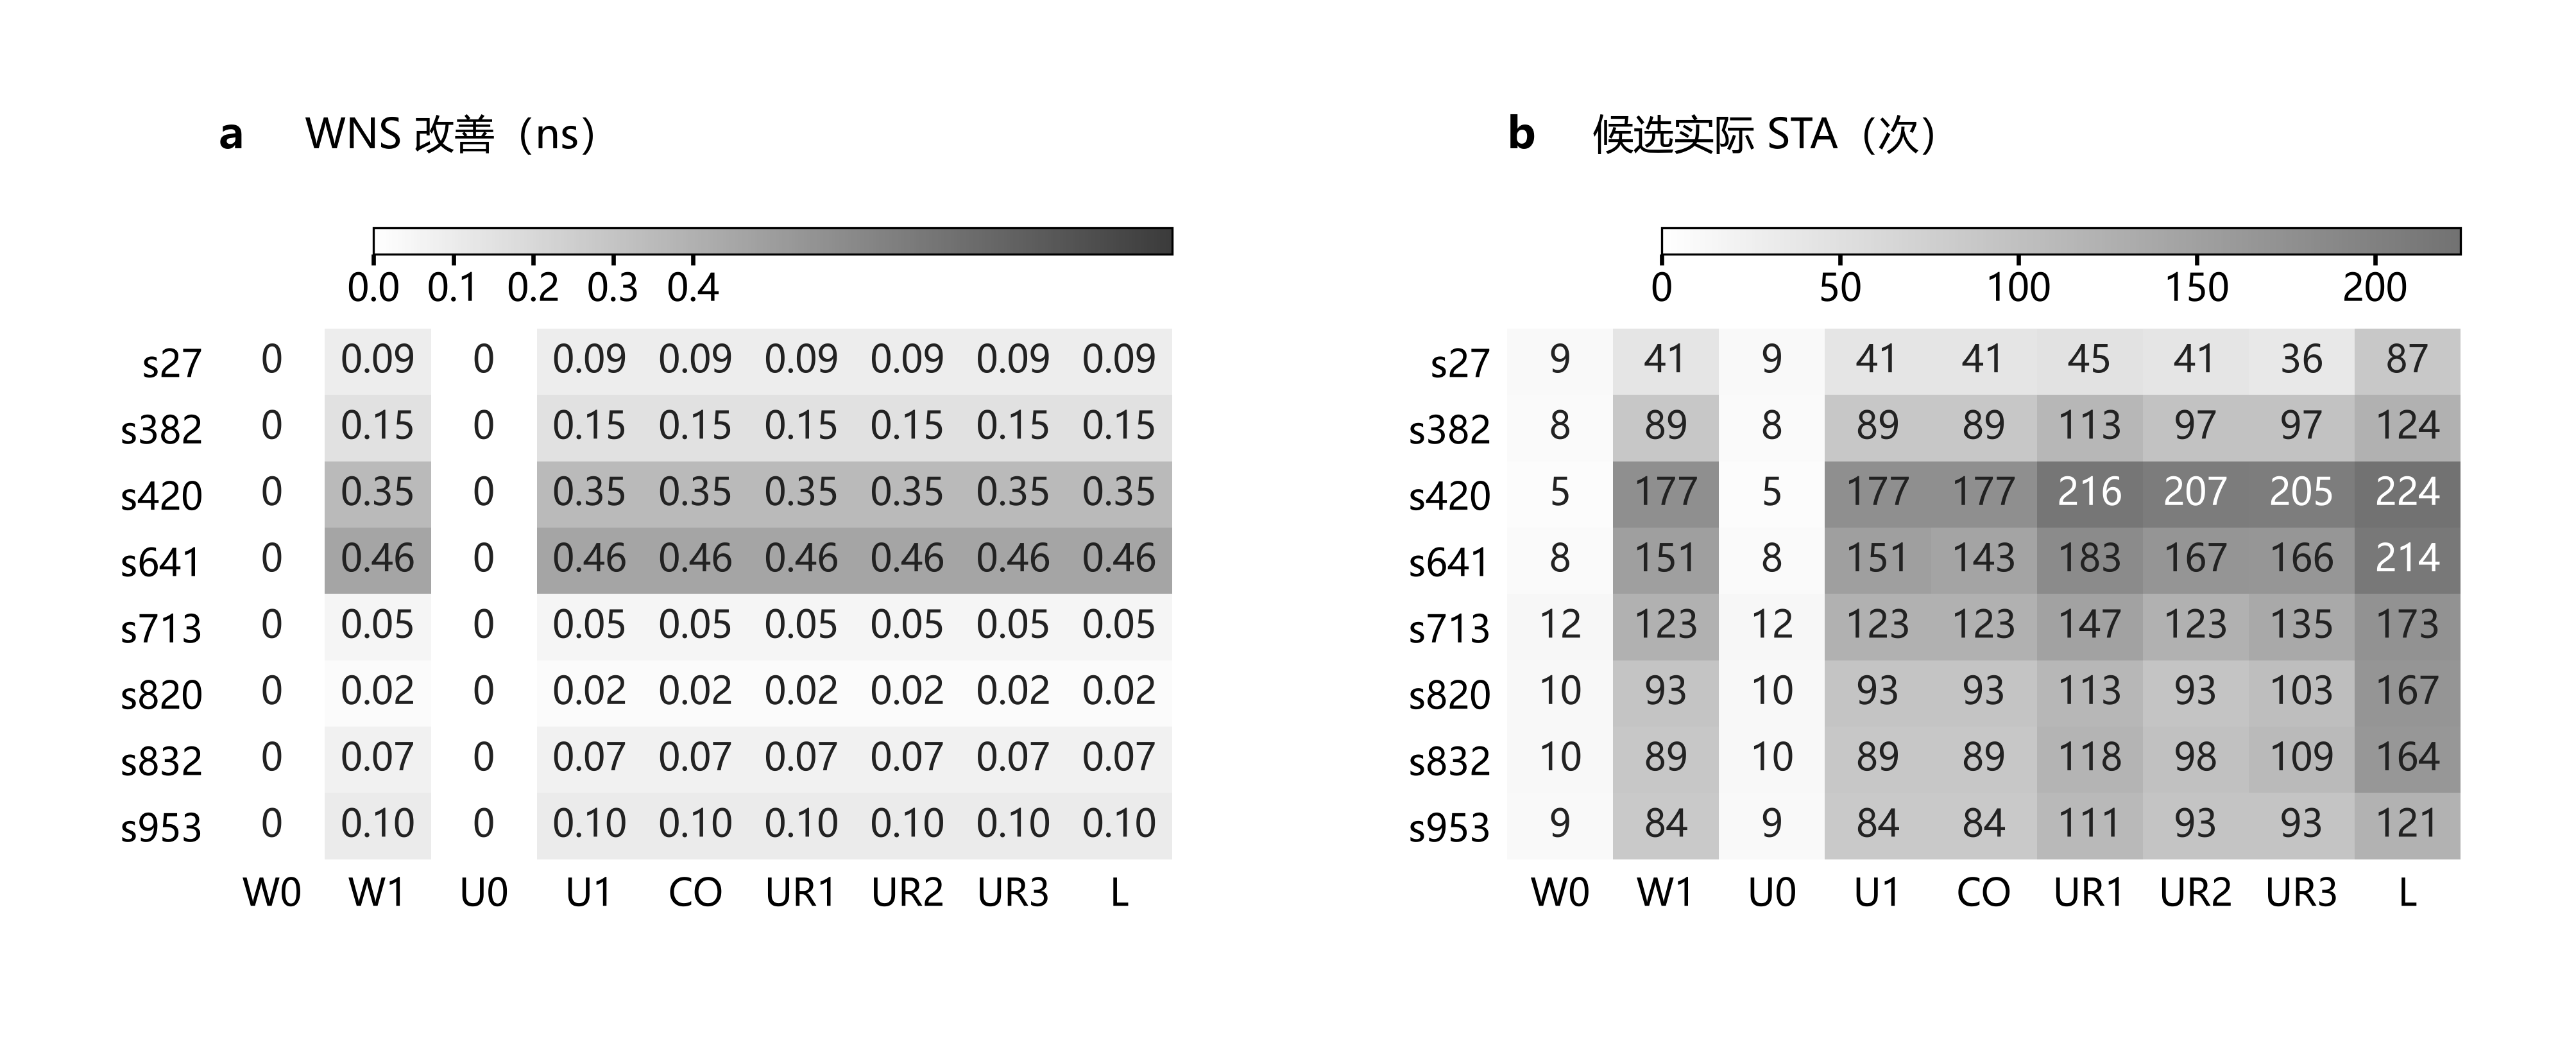 a WNS 改善（ns）
0.0 0.1 0.2 0.3 0.4
s27 0 0.09 0 0.09 0.09 0.09 0.09 0.09 0.09
s382 0 0.15 0 0.15 0.15 0.15 0.15 0.15 0.15
s420 0 0.35 0 0.35 0.35 0.35 0.35 0.35 0.35
s641 0 0.46 0 0.46 0.46 0.46 0.46 0.46 0.46
s713 0 0.05 0 0.05 0.05 0.05 0.05 0.05 0.05
s820 0 0.02 0 0.02 0.02 0.02 0.02 0.02 0.02
s832 0 0.07 0 0.07 0.07 0.07 0.07 0.07 0.07
s953 0 0.10 0 0.10 0.10 0.10 0.10 0.10 0.10
W0 W1 U0 U1 CO UR1 UR2 UR3 L
b 候选实际 STA（次）
0 50 100 150 200
s27 9 41 9 41 41 45 41 36 87
s382 8 89 8 89 89 113 97 97 124
s420 5 177 5 177 177 216 207 205 224
s641 8 151 8 151 143 183 167 166 214
s713 12 123 12 123 123 147 123 135 173
s820 10 93 10 93 93 113 93 103 167
s832 10 89 10 89 89 118 98 109 164
s953 9 84 9 84 84 111 93 93 121
W0 W1 U0 U1 CO UR1 UR2 UR3 L